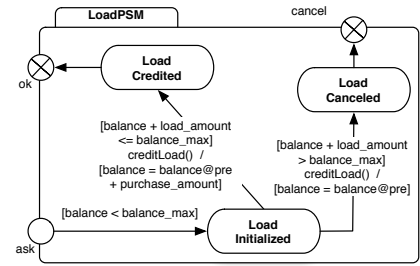 LoadPSM
cancel
Load
Credited
ok
Load
Canceled
[balance + load_amount
<= balance_max]
creditLoad() /
[balance = balance@pre
+ purchase_amount]
[balance + load_amount
> balance_max]
creditLoad() /
[balance = balance@pre]
[balance < balance_max]
ask
Load
Initialized